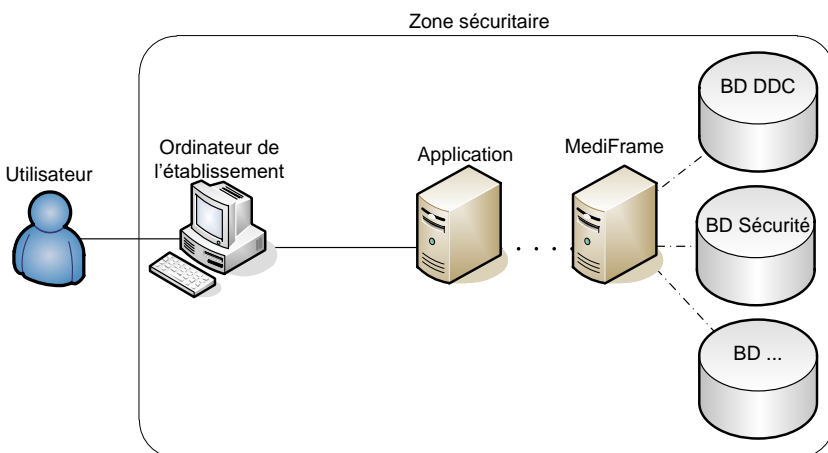 Zone sécuritaire
Utilisateur
Ordinateur de
l'établissement
Application
MediFrame
BD DDC
BD Sécurité
BD ...